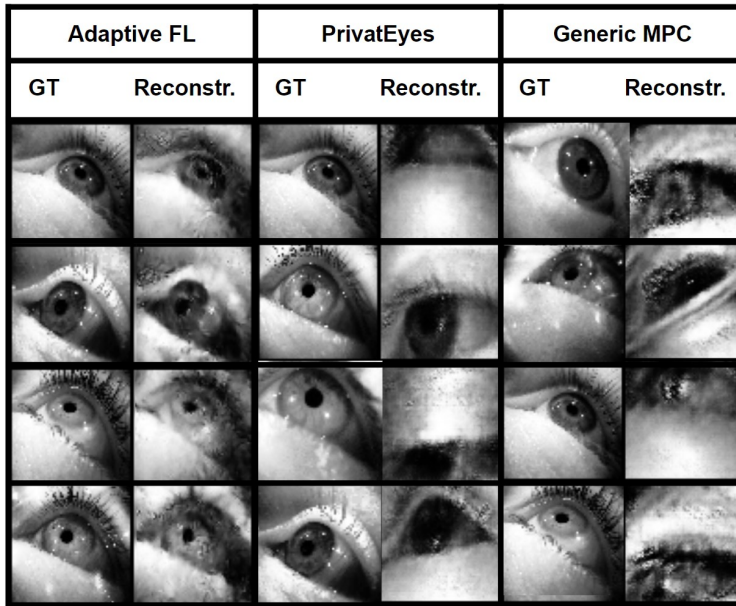 Adaptive FL PrivatEyes Generic MPC
GT Reconstr. GT Reconstr. GT Reconstr.